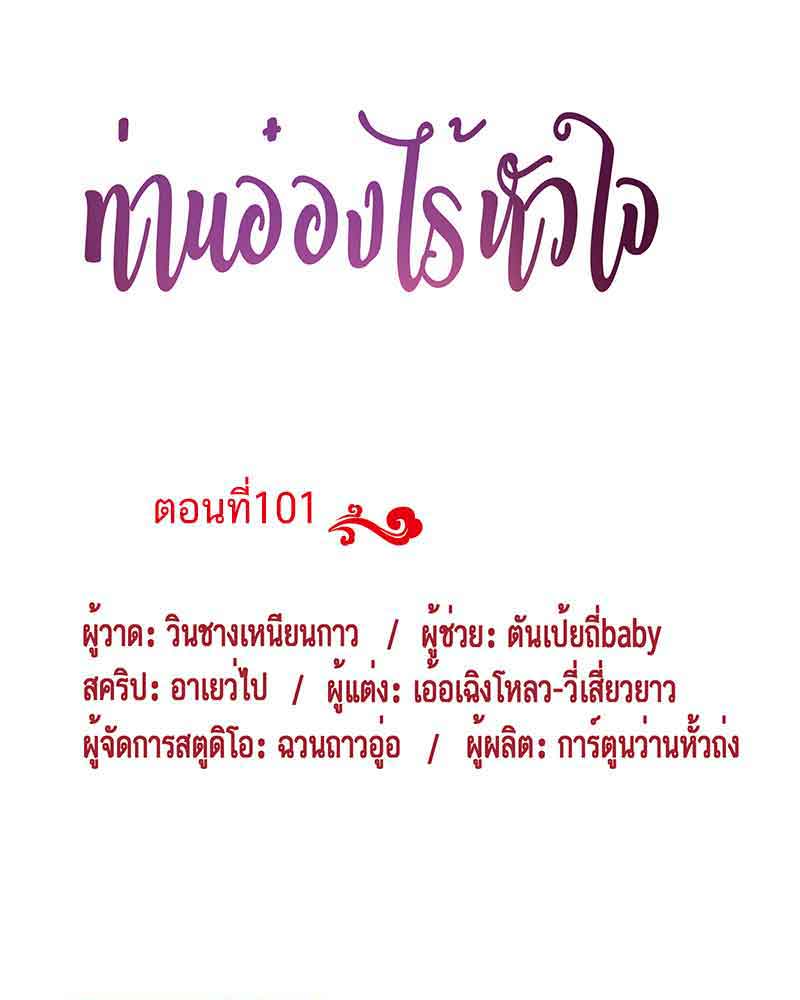 ท่านอ๋องไร้หัวใจ
ตอนที่101
ผู้วาด: วินชางเหนียนกาว / ผู้ช่วย: ตันเป้ยถี่baby
สคริป: อาเยว่ไป / ผู้แต่ง: เอ้อเฉิงโหลว-วี่เสี่ยวยาว
ผู้จัดการสตูดิโอ: ฉวนถาวอู่อ / ผู้ผลิต: การ์ตูนว่านหั้วถ่ง